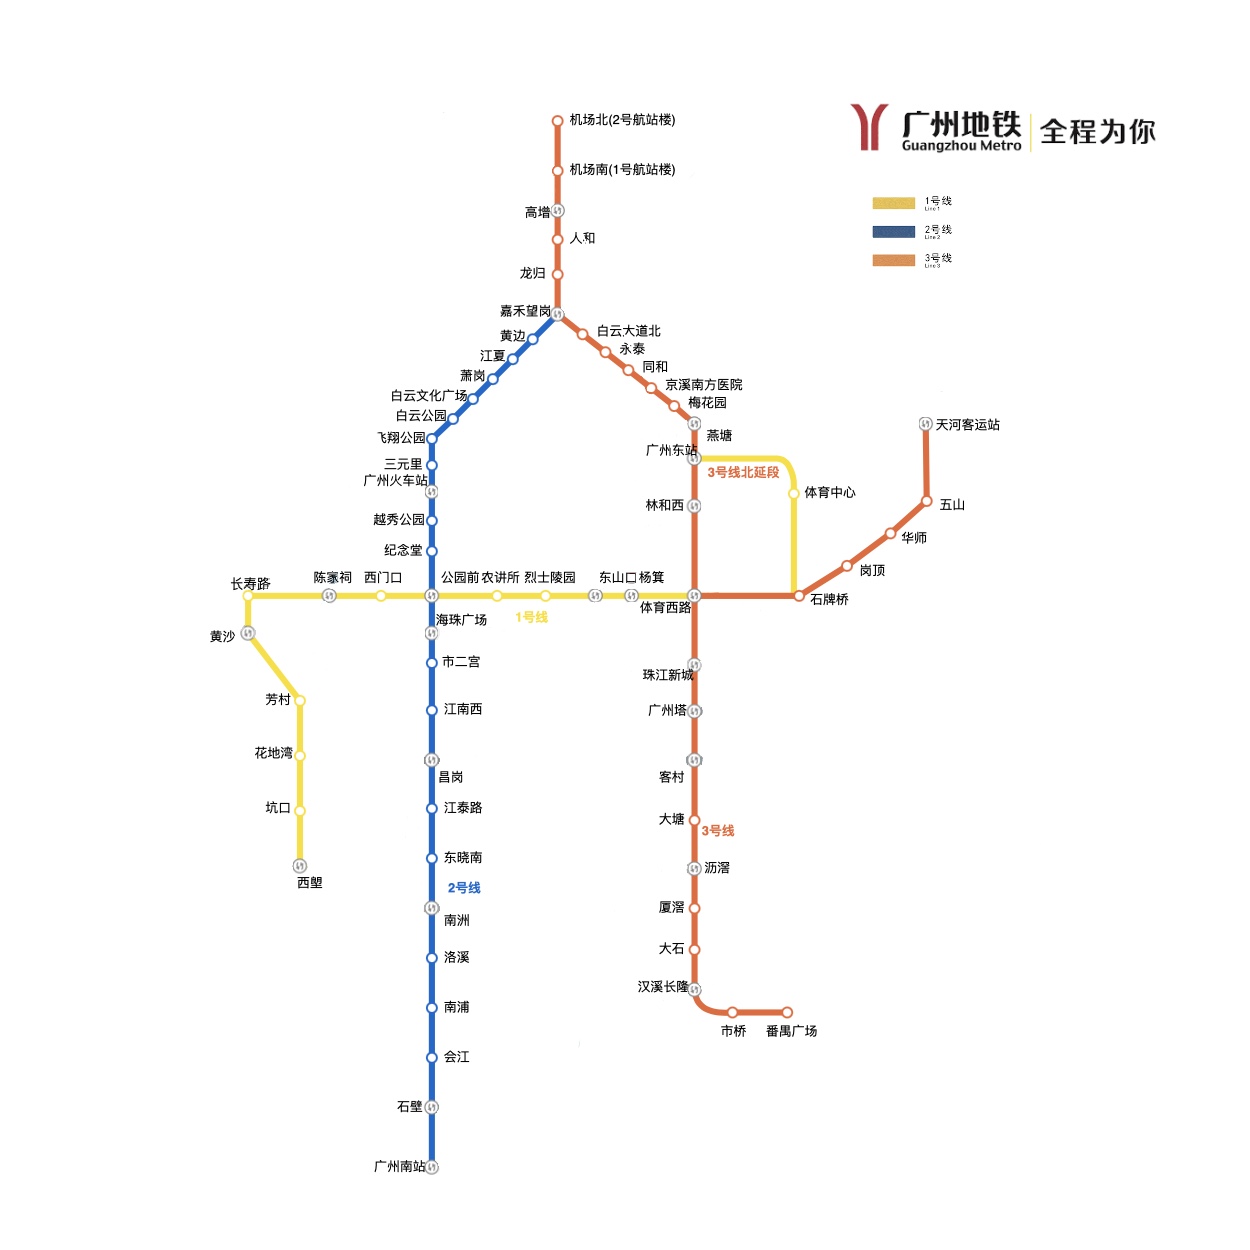 广州地铁
Guangzhou Metro
全程为你
1号线
Line 1
2号线
Line 2
3号线
Line 3
机场北(2号航站楼)
机场南(1号航站楼)
高增
人和
龙归
嘉禾望岗
黄边
江夏
萧岗
白云文化广场
白云公园
飞翔公园
三元里
广州火车站
越秀公园
纪念堂
白云大道北
永泰
同和
京溪南方医院
梅花园
燕塘
广州东站
3号线北延段
林和西
体育中心
天河客运站
五山
华师
岗顶
石牌桥
长寿路
陈家祠
西门口
公园前
农讲所
烈士陵园
东山口
杨箕
体育西路
1号线
黄沙
芳村
花地湾
坑口
西塱
海珠广场
市二宫
江南西
昌岗
江泰路
东晓南
2号线
南洲
洛溪
南浦
会江
石壁
广州南站
珠江新城
广州塔
客村
大塘
3号线
沥滘
厦滘
大石
汉溪长隆
市桥
番禺广场